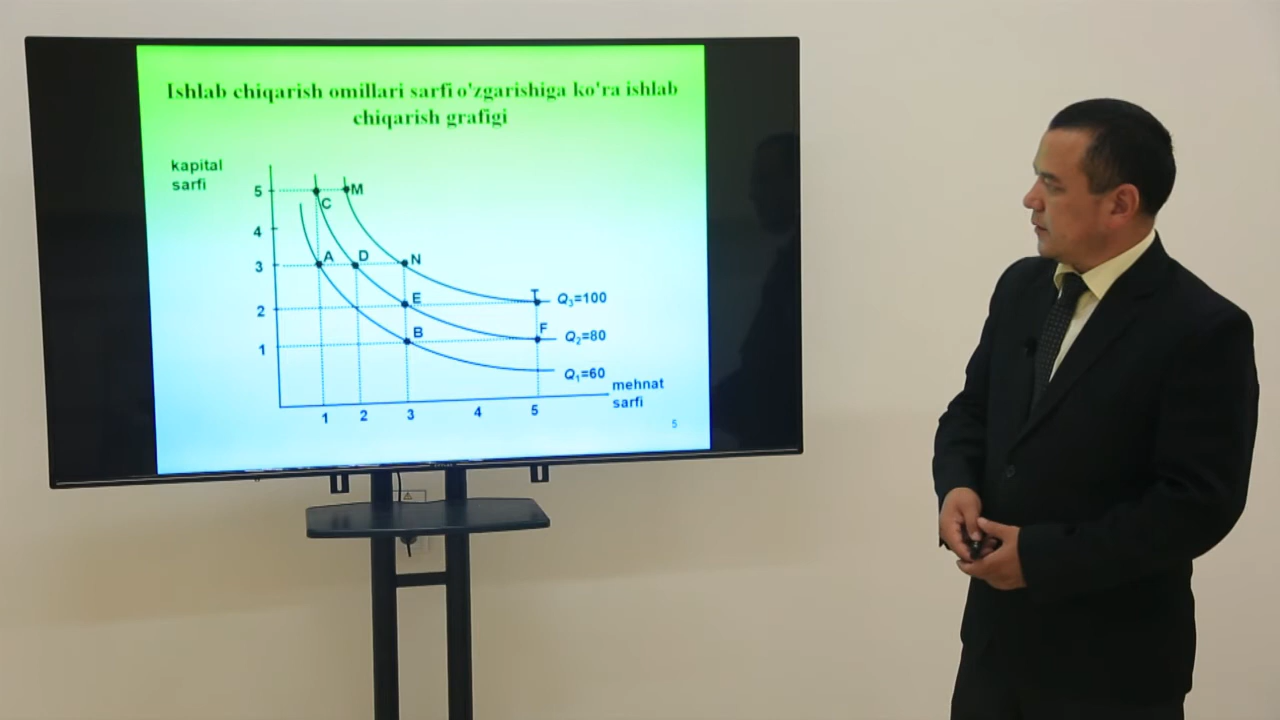 Ishlab chiqarish omillari sarfi o'zgarishiga ko'ra ishlab
chiqarish grafigi
kapital
sarfi
5
M
C
4
3
A
D
N
2
E
T
Q₃=100
1
B
F
Q₂=80
Q₁=60
mehnat
sarfi
1
2
3
4
5
5